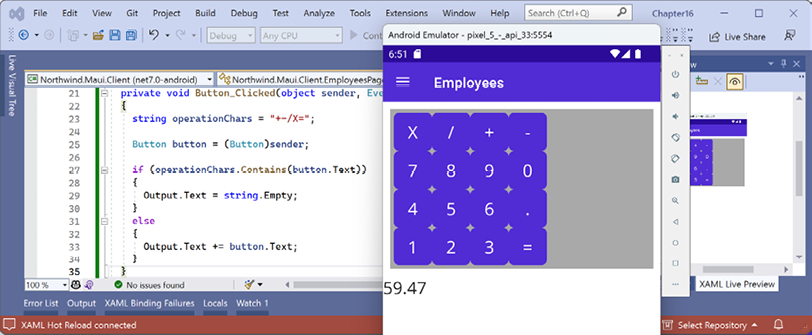 File Edit View Git Project Build Debug Test Analyze Tools Extensions Window Help Search (Ctrl+Q) Chapter16
Debug Any CPU Live Share
Android Emulator - pixel_5_-_api_33:5554
Live Visual Tree
Northwind.Maui.Client (net7.0-android) Northwind.Maui.Client.EmployeesPag
6:51
Employees
21 private void Button_Clicked(object sender, Eve
22 {
23 string operationChars = "+-/X=";
24
25 Button button = (Button)sender;
26
27 if (operationChars.Contains(button.Text))
28 {
29 Output.Text = string.Empty;
30 }
31 else
32 {
33 Output.Text += button.Text;
34 }
35 }
X / + -
7 8 9 0
4 5 6 .
1 2 3 =
59.47
100 % No issues found
XAML Live Preview
Error List Output XAML Binding Failures Locals Watch 1
XAML Hot Reload connected
Select Repository